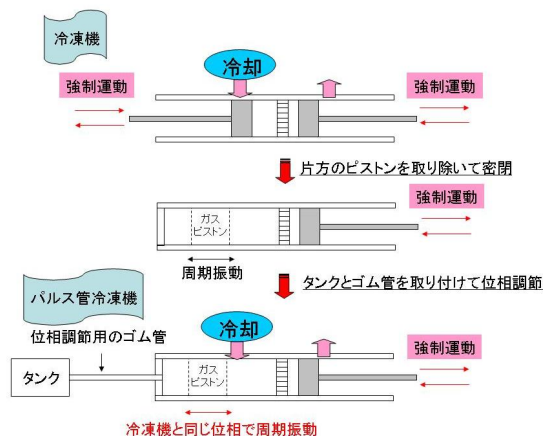 冷凍機
冷却
強制運動
強制運動
片方のピストンを取り除いて密閉
強制運動
ガス
ピストン
周期振動
タンクとゴム管を取り付けて位相調節
パルス管冷凍機
冷却
位相調節用のゴム管
強制運動
タンク
ガス
ピストン
冷凍機と同じ位相で周期振動